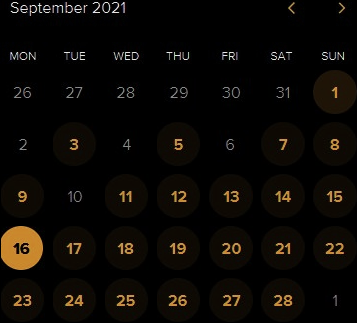 September 2021 < >
MON TUE WED THU FRI SAT SUN
26 27 28 29 30 31 1
2 3 4 5 6 7 8
9 10 11 12 13 14 15
16 17 18 19 20 21 22
23 24 25 26 27 28 1